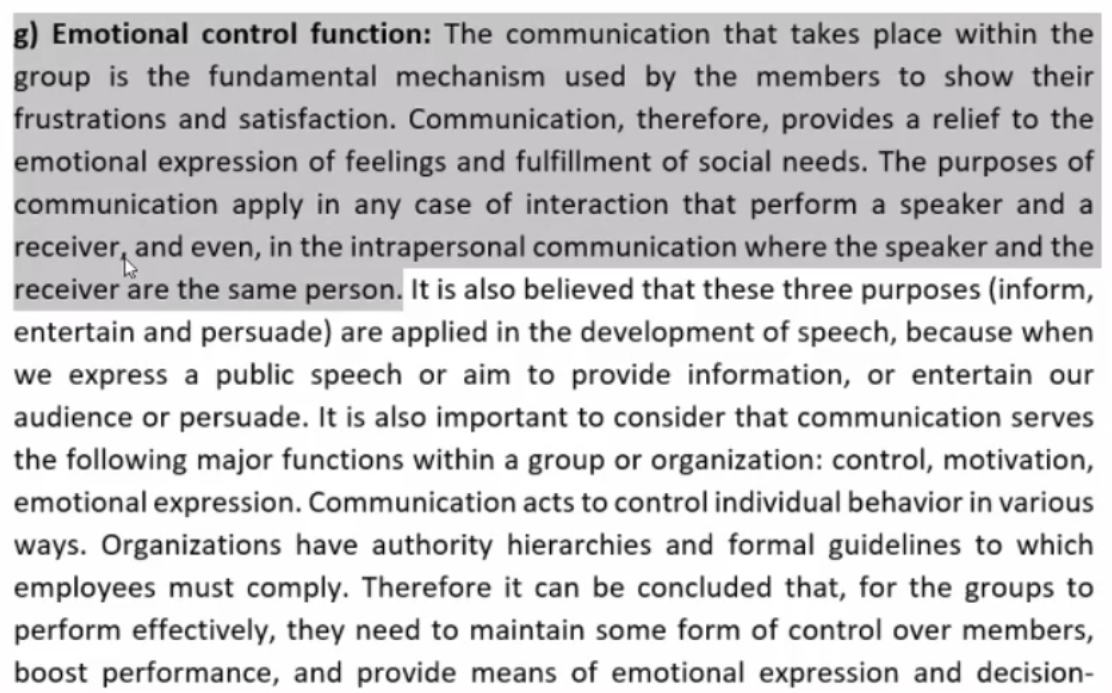 g) Emotional control function: The communication that takes place within the
group is the fundamental mechanism used by the members to show their
frustrations and satisfaction. Communication, therefore, provides a relief to the
emotional expression of feelings and fulfillment of social needs. The purposes of
communication apply in any case of interaction that perform a speaker and a
receiver, and even, in the intrapersonal communication where the speaker and the
receiver are the same person. It is also believed that these three purposes (inform,
entertain and persuade) are applied in the development of speech, because when
we express a public speech or aim to provide information, or entertain our
audience or persuade. It is also important to consider that communication serves
the following major functions within a group or organization: control, motivation,
emotional expression. Communication acts to control individual behavior in various
ways. Organizations have authority hierarchies and formal guidelines to which
employees must comply. Therefore it can be concluded that, for the groups to
perform effectively, they need to maintain some form of control over members,
boost performance, and provide means of emotional expression and decision-